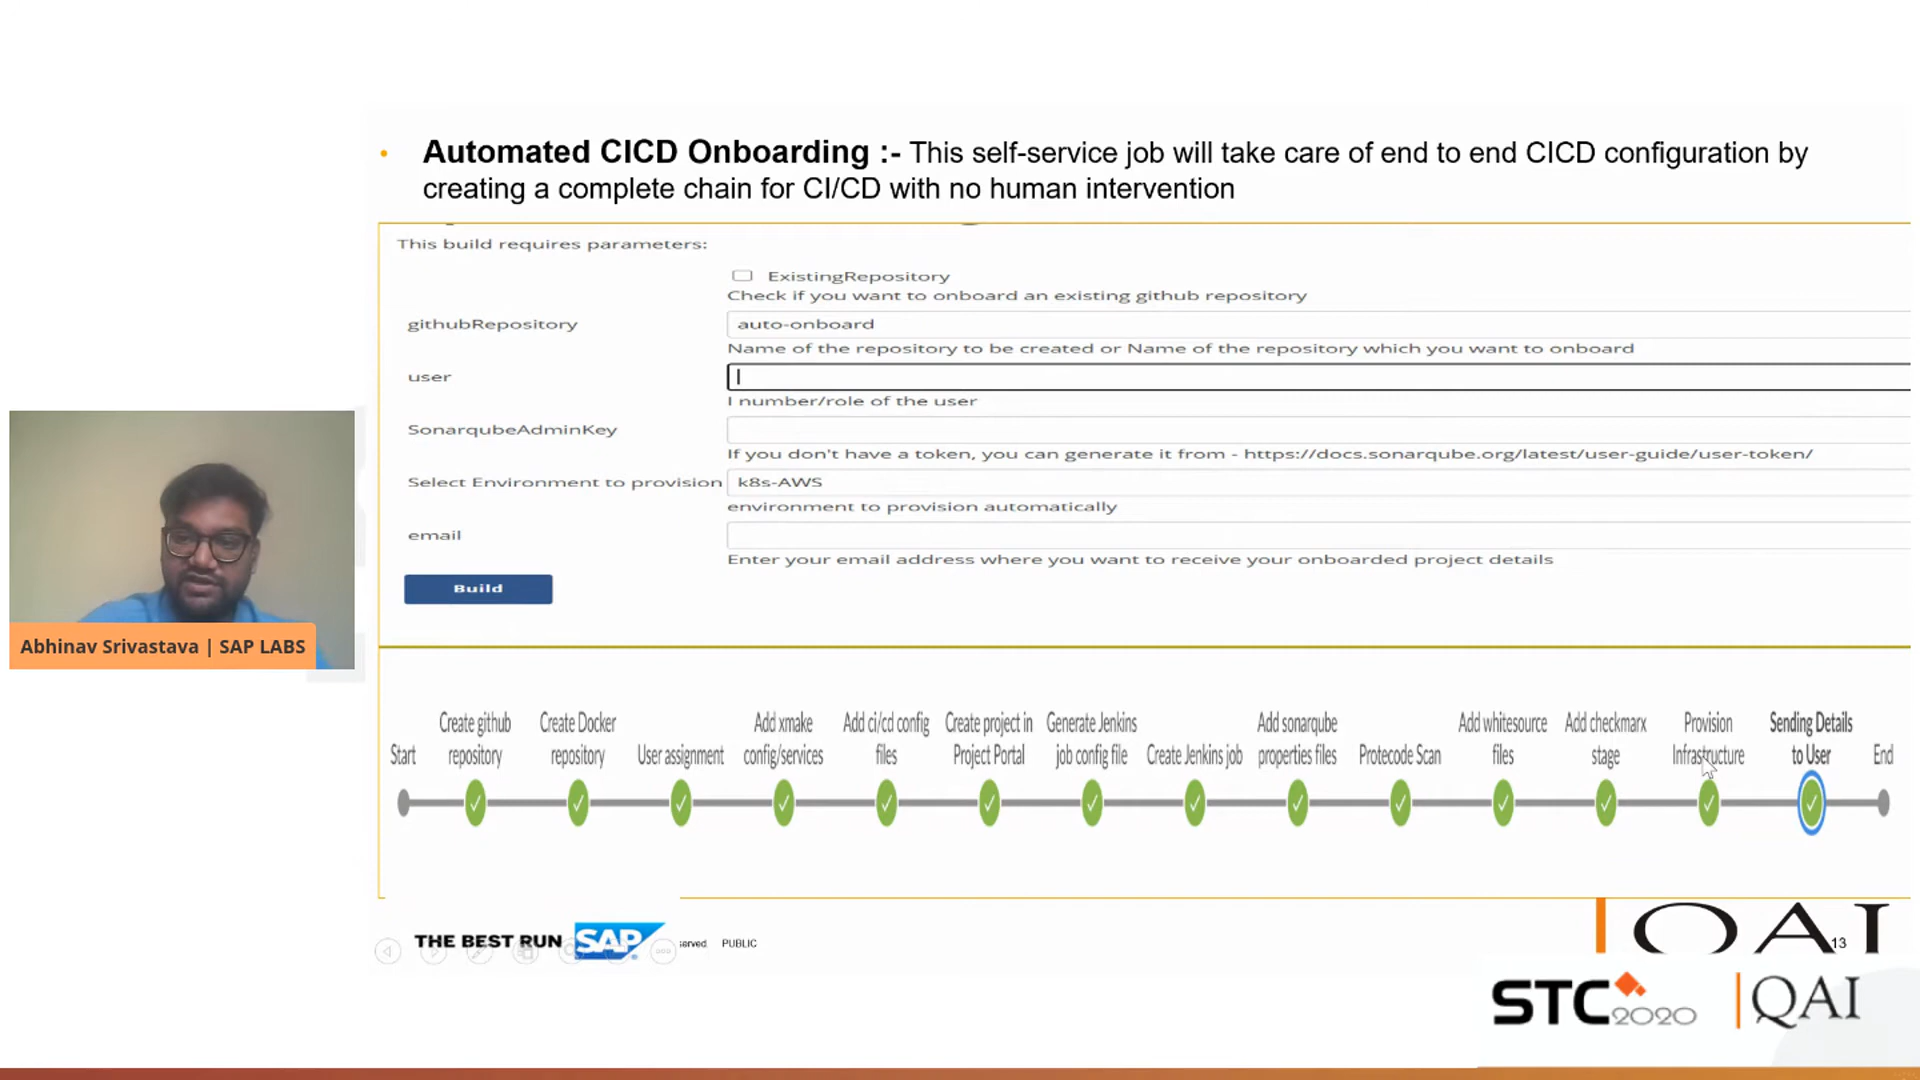 • Automated CICD Onboarding :- This self-service job will take care of end to end CICD configuration by
creating a complete chain for CI/CD with no human intervention
This build requires parameters:
ExistingRepository
Check if you want to onboard an existing github repository
githubRepository
auto-onboard
Name of the repository to be created or Name of the repository which you want to onboard
user
I number/role of the user
SonarqubeAdminKey
If you don't have a token, you can generate it from - https://docs.sonarqube.org/latest/user-guide/user-token/
Select Environment to provision
k8s-AWS
environment to provision automatically
email
Enter your email address where you want to receive your onboarded project details
Build
Abhinav Srivastava | SAP LABS
Start
Create github
repository
Create Docker
repository
User assignment
Add xmake
config/services
Add ci/cd config
files
Create project in
Project Portal
Generate Jenkins
job config file
Create Jenkins job
Add sonarqube
properties files
Protecode Scan
Add whitesource
files
Add checkmarx
stage
Provision
Infrastructure
Sending Details
to User
End
THE BEST RUN SAP
served. PUBLIC
QAI
13
STC 2020
QAI